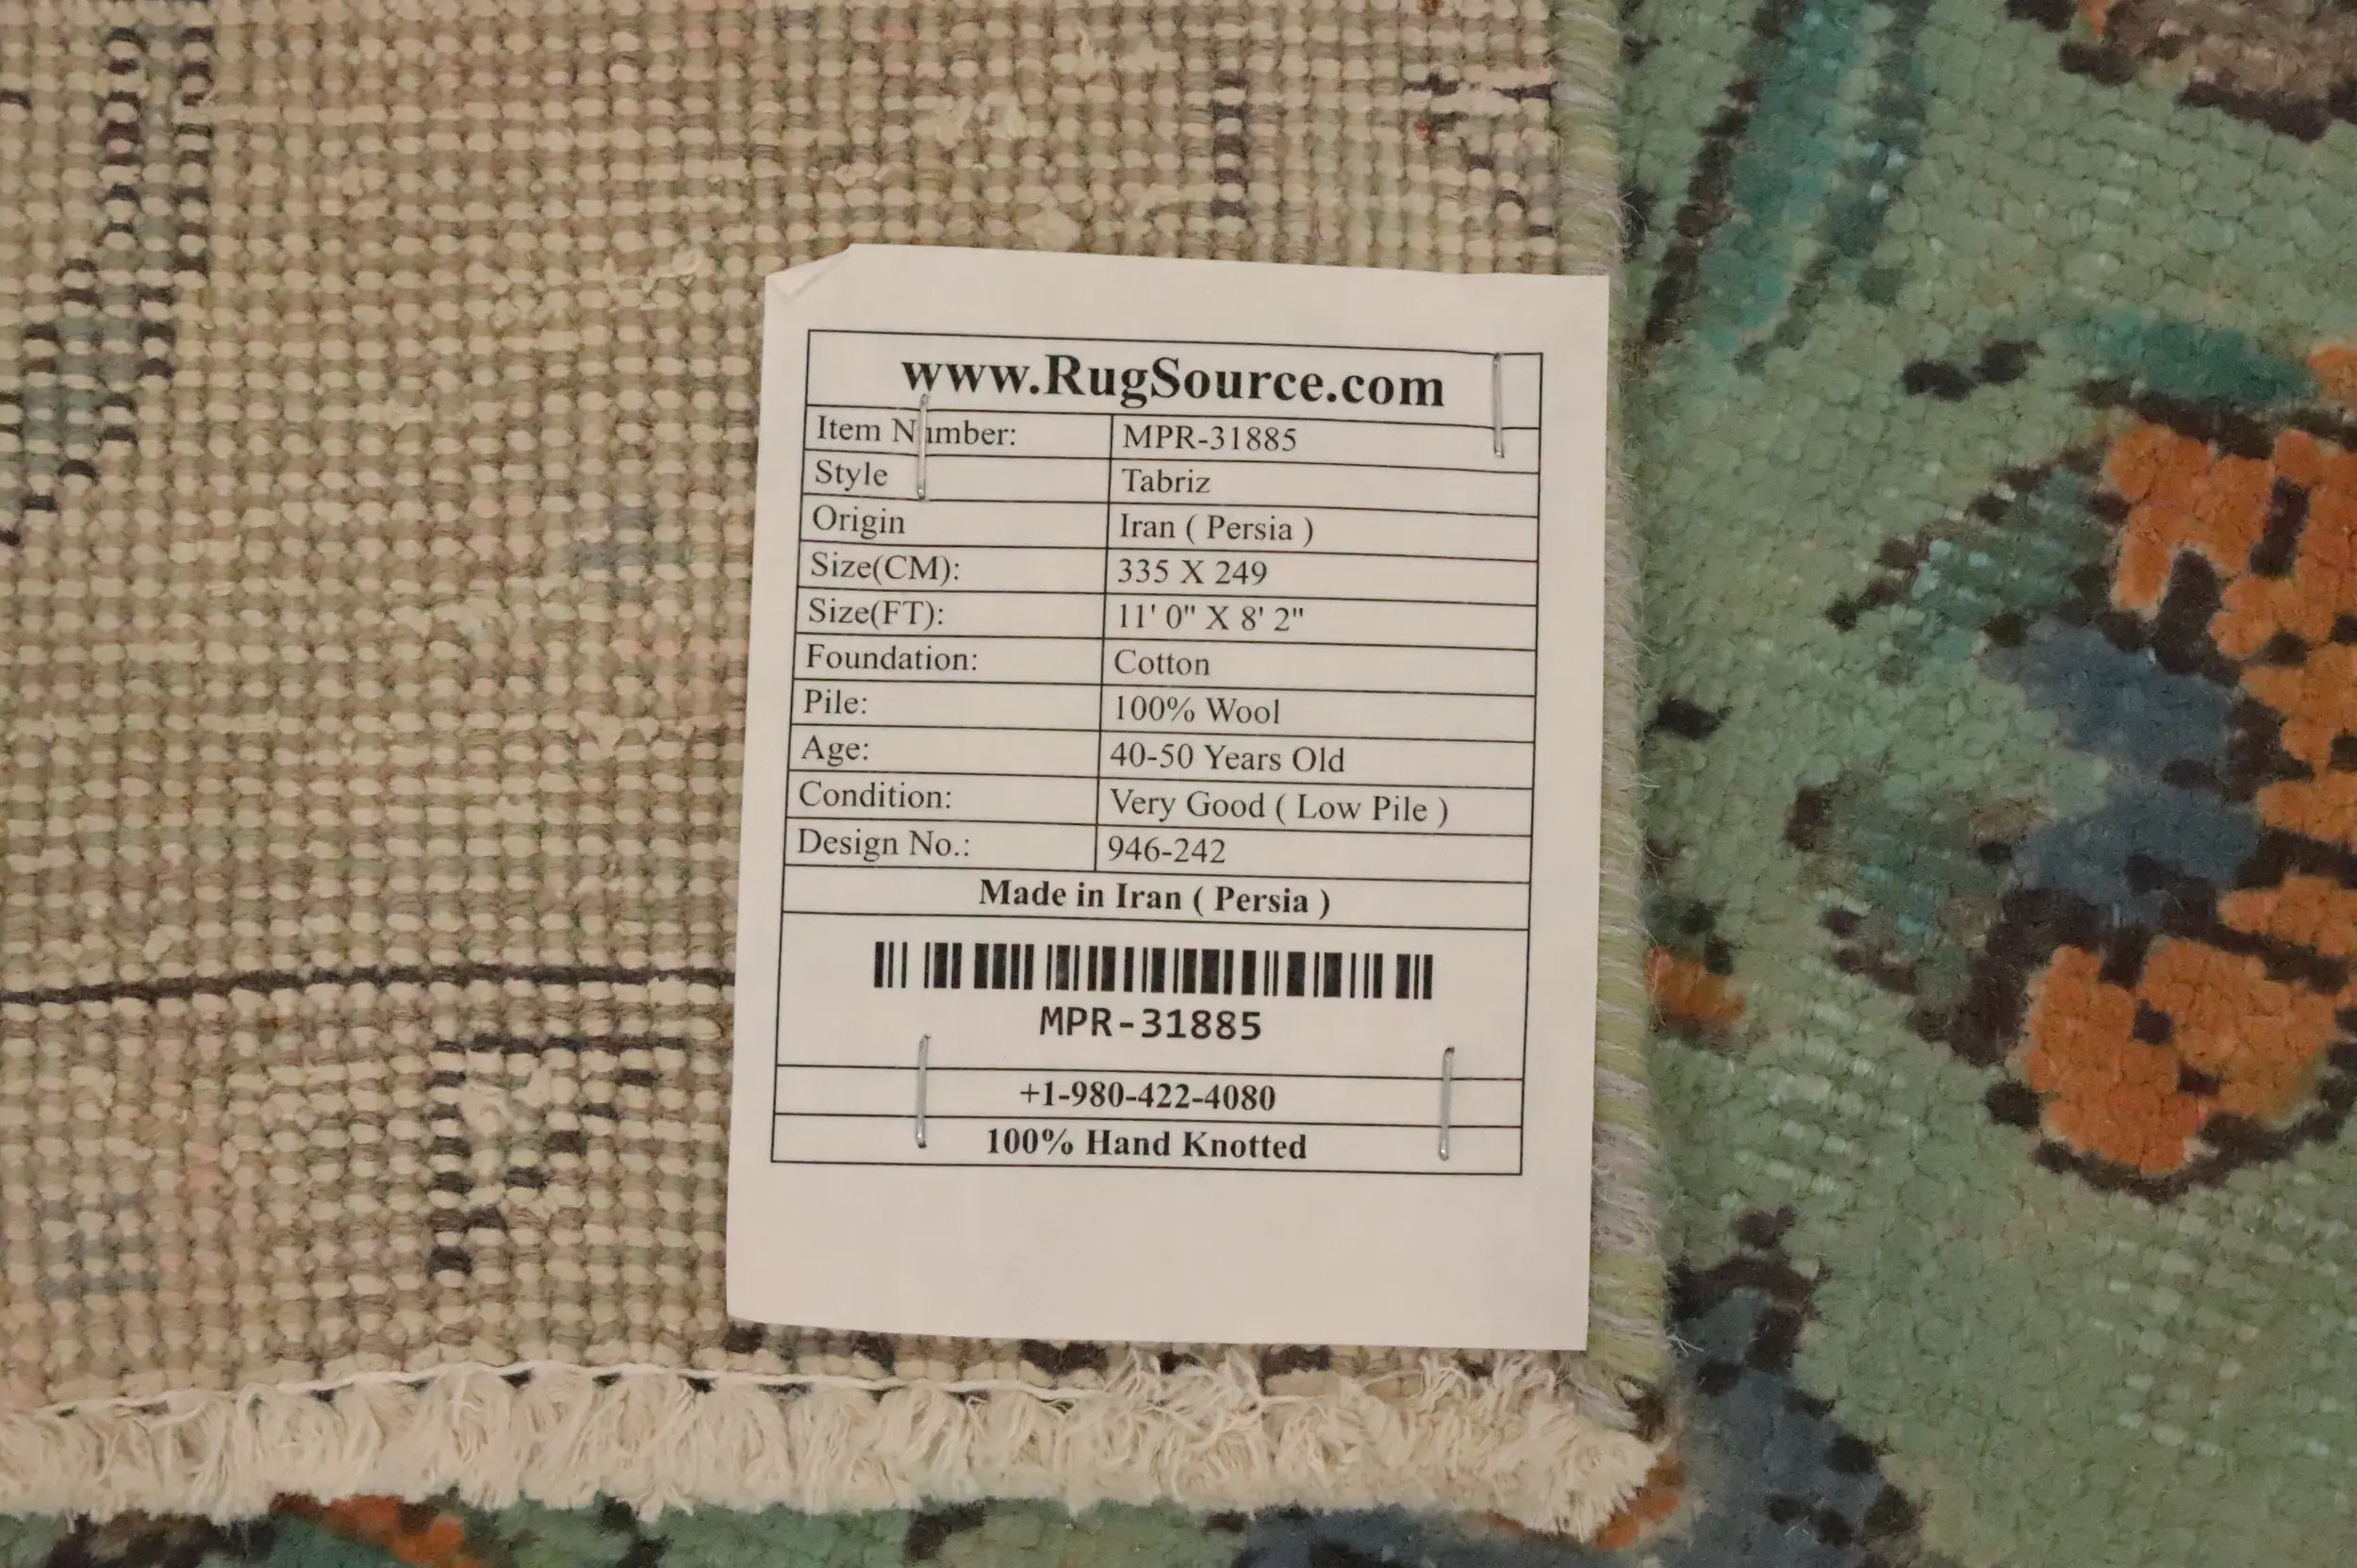 www.RugSource.com
Item Number: MPR-31885
Style Tabriz
Origin Iran ( Persia )
Size(CM): 335 X 249
Size(FT): 11' 0" X 8' 2"
Foundation: Cotton
Pile: 100% Wool
Age: 40-50 Years Old
Condition: Very Good ( Low Pile )
Design No.: 946-242
Made in Iran ( Persia )
MPR-31885
+1-980-422-4080
100% Hand Knotted